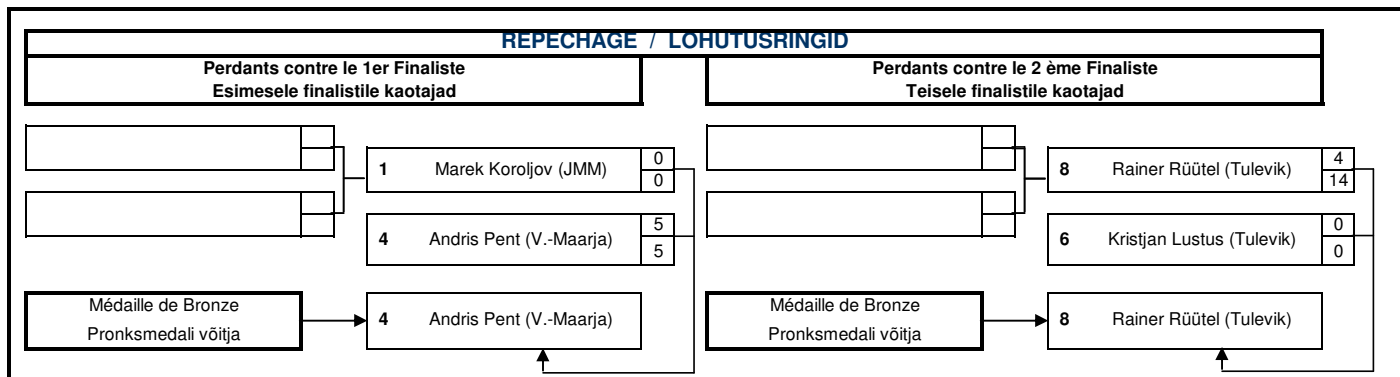 REPECHAGE / LOHUTUSRINGID
Perdants contre le 1er Finaliste
Esimesele finalistile kaotajad
Perdants contre le 2 ème Finaliste
Teisele finalistile kaotajad
1 Marek Koroljov (JMM) 0
0
8 Rainer Rüütel (Tulevik) 4
14
4 Andris Pent (V.-Maarja) 5
5
6 Kristjan Lustus (Tulevik) 0
0
Médaille de Bronze
Pronksmedali võitja
4 Andris Pent (V.-Maarja)
Médaille de Bronze
Pronksmedali võitja
8 Rainer Rüütel (Tulevik)